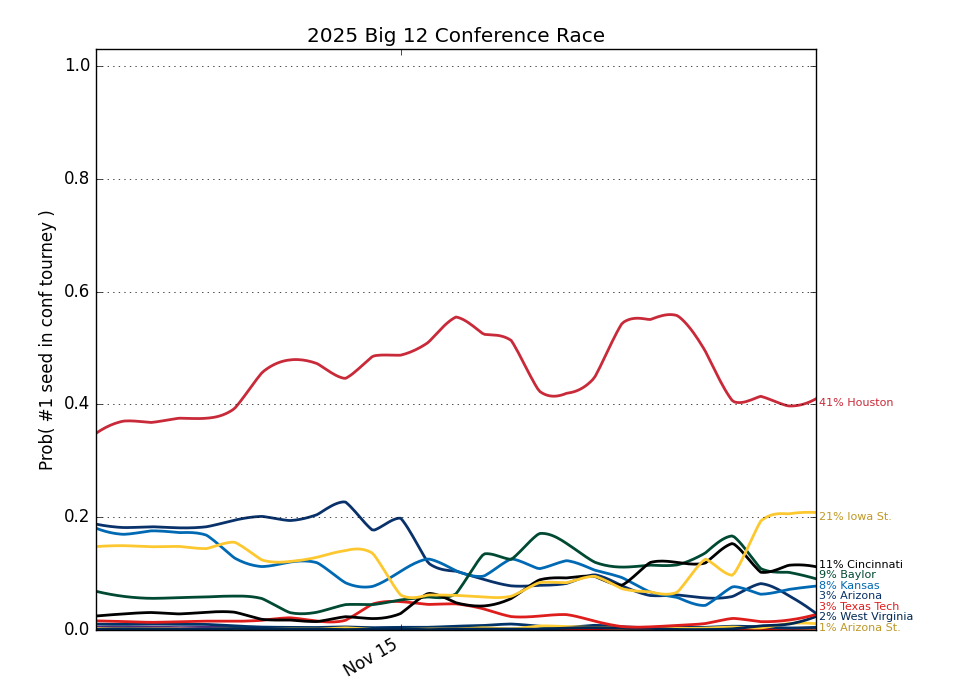 2025 Big 12 Conference Race
Prob( #1 seed in conf tourney )
1.0
0.8
0.6
0.4
0.2
0.0
Nov 15
41% Houston
21% Iowa St.
11% Cincinnati
9% Baylor
8% Kansas
3% Arizona
3% Texas Tech
2% West Virginia
1% Arizona St.